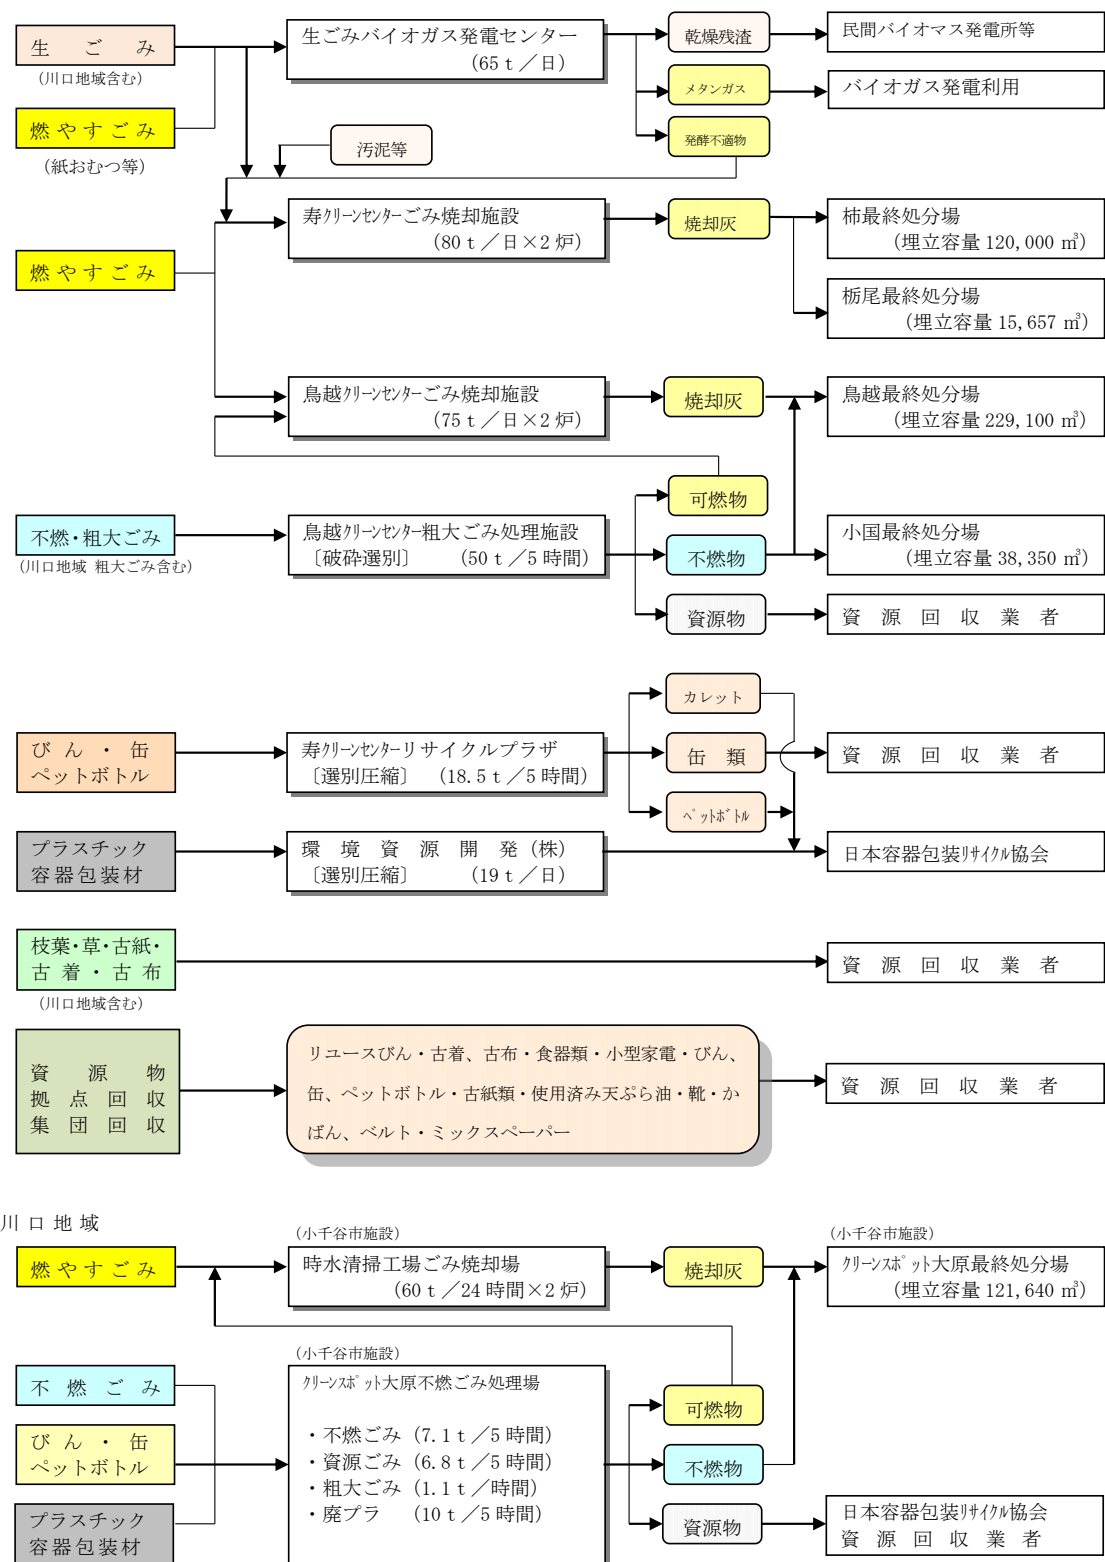 生ごみ
(川口地域含む)
生ごみバイオガス発電センター
(65ｔ／日)
乾燥残渣
民間バイオマス発電所等
メタンガス
バイオガス発電利用
燃やすごみ
(紙おむつ等)
発酵不適物
汚泥等
寿クリーンセンターごみ焼却施設
(80ｔ／日×2炉)
焼却灰
柿最終処分場
(埋立容量 120,000 ㎥)
燃やすごみ
栃尾最終処分場
(埋立容量 15,657 ㎥)
鳥越クリーンセンターごみ焼却施設
(75ｔ／日×2炉)
焼却灰
鳥越最終処分場
(埋立容量 229,100 ㎥)
可燃物
不燃・粗大ごみ
(川口地域 粗大ごみ含む)
鳥越クリーンセンター粗大ごみ処理施設
〔破砕選別〕 (50ｔ／5時間)
不燃物
小国最終処分場
(埋立容量 38,350 ㎥)
資源物
資源回収業者
カレット
びん・缶
ペットボトル
寿クリーンセンターリサイクルプラザ
〔選別圧縮〕 (18.5ｔ／5時間)
缶類
資源回収業者
ペットボトル
プラスチック
容器包装材
環境資源開発(株)
〔選別圧縮〕 (19ｔ／日)
日本容器包装リサイクル協会
枝葉・草・古紙・
古着・古布
(川口地域含む)
資源回収業者
資源物
拠点回収
集団回収
リユースびん・古着、古布・食器類・小型家電・びん、
缶、ペットボトル・古紙類・使用済み天ぷら油・靴・か
ばん、ベルト・ミックスペーパー
資源回収業者
川口地域
燃やすごみ
(小千谷市施設)
時水清掃工場ごみ焼却場
(60ｔ／24時間×2炉)
焼却灰
(小千谷市施設)
クリーンスポット大原最終処分場
(埋立容量 121,640 ㎥)
(小千谷市施設)
クリーンスポット大原不燃ごみ処理場
・不燃ごみ (7.1ｔ／5時間)
・資源ごみ (6.8ｔ／5時間)
・粗大ごみ (1.1ｔ／時間)
・廃プラ (10ｔ／5時間)
不燃ごみ
びん・缶
ペットボトル
プラスチック
容器包装材
可燃物
不燃物
資源物
日本容器包装リサイクル協会
資源回収業者